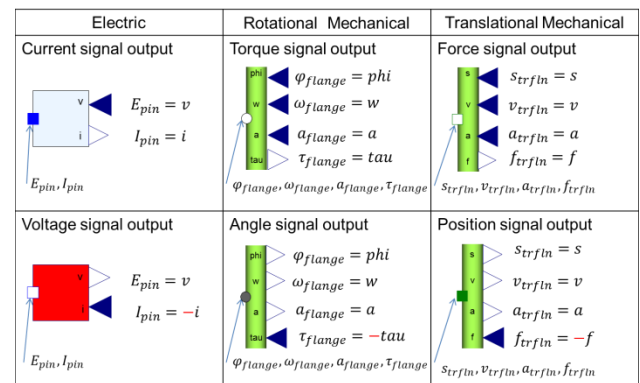 Electric
Rotational Mechanical
Translational Mechanical
Current signal output
v
i
E_pin = v
I_pin = i
E_pin, I_pin
Torque signal output
phi
w
a
tau
φ_flange = phi
ω_flange = w
a_flange = a
τ_flange = tau
φ_flange, ω_flange, a_flange, τ_flange
Force signal output
s
v
a
f
s_trfln = s
v_trfln = v
a_trfln = a
f_trfln = f
s_trfln, v_trfln, a_trfln, f_trfln
Voltage signal output
v
i
E_pin = v
I_pin = −i
E_pin, I_pin
Angle signal output
phi
w
a
tau
φ_flange = phi
ω_flange = w
a_flange = a
τ_flange = −tau
φ_flange, ω_flange, a_flange, τ_flange
Position signal output
s
v
a
f
s_trfln = s
v_trfln = v
a_trfln = a
f_trfln = −f
s_trfln, v_trfln, a_trfln, f_trfln